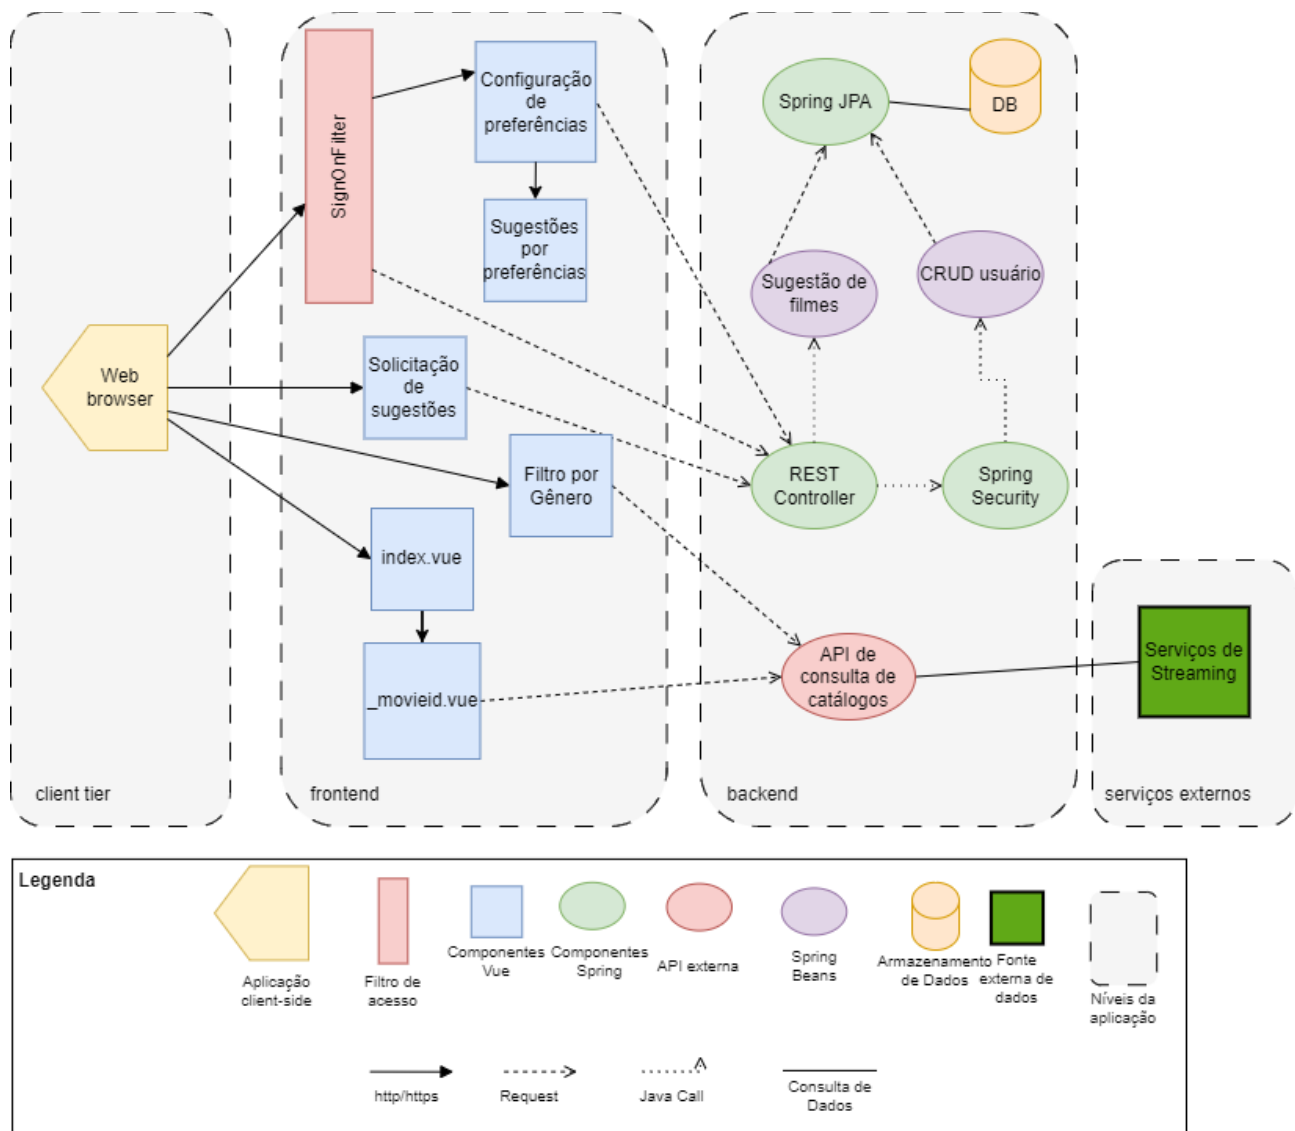 SignOnFilter
Configuração
de
preferências
Sugestões
por
preferências
Web
browser
Solicitação
de
sugestões
Filtro por
Gênero
index.vue
_movieid.vue
Spring JPA
DB
Sugestão de
filmes
CRUD usuário
REST
Controller
Spring
Security
API de
consulta de
catálogos
Serviços de
Streaming
client tier
frontend
backend
serviços externos
Legenda
Aplicação
client-side
Filtro de
acesso
Componentes
Vue
Componentes
Spring
API externa
Spring
Beans
Armazenamento
de Dados
Fonte
externa de
dados
Níveis da
aplicação
http/https
Request
Java Call
Consulta de
Dados